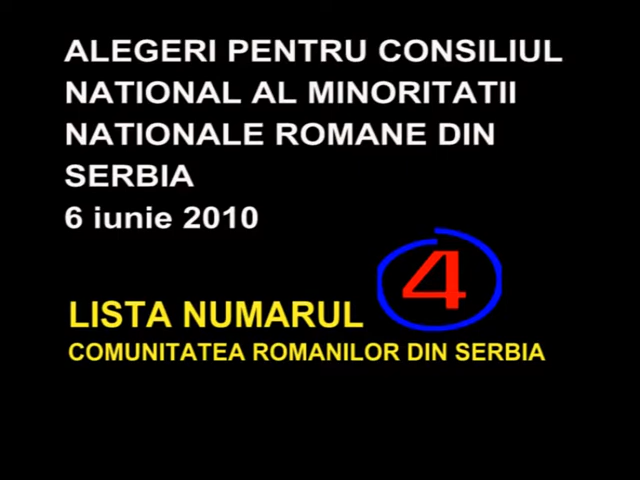 ALEGERI PENTRU CONSILIUL
NATIONAL AL MINORITATII
NATIONALE ROMANE DIN
SERBIA
6 iunie 2010
LISTA NUMARUL 4
COMUNITATEA ROMANILOR DIN SERBIA